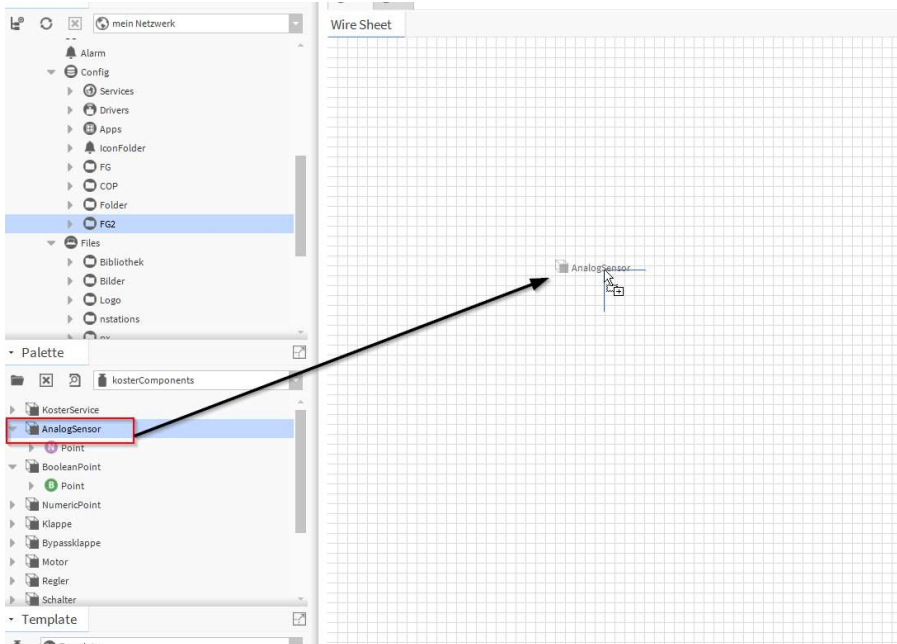 mein Netzwerk
Alarm
Config
Services
Drivers
Apps
IconFolder
FG
COP
Folder
FG2
Files
Bibliothek
Bilder
Logo
nstations
Palette
kosterComponents
KosterService
AnalogSensor
N Point
BooleanPoint
B Point
NumericPoint
Klappe
Bypassklappe
Motor
Regler
Schalter
Template
Wire Sheet
AnalogSensor